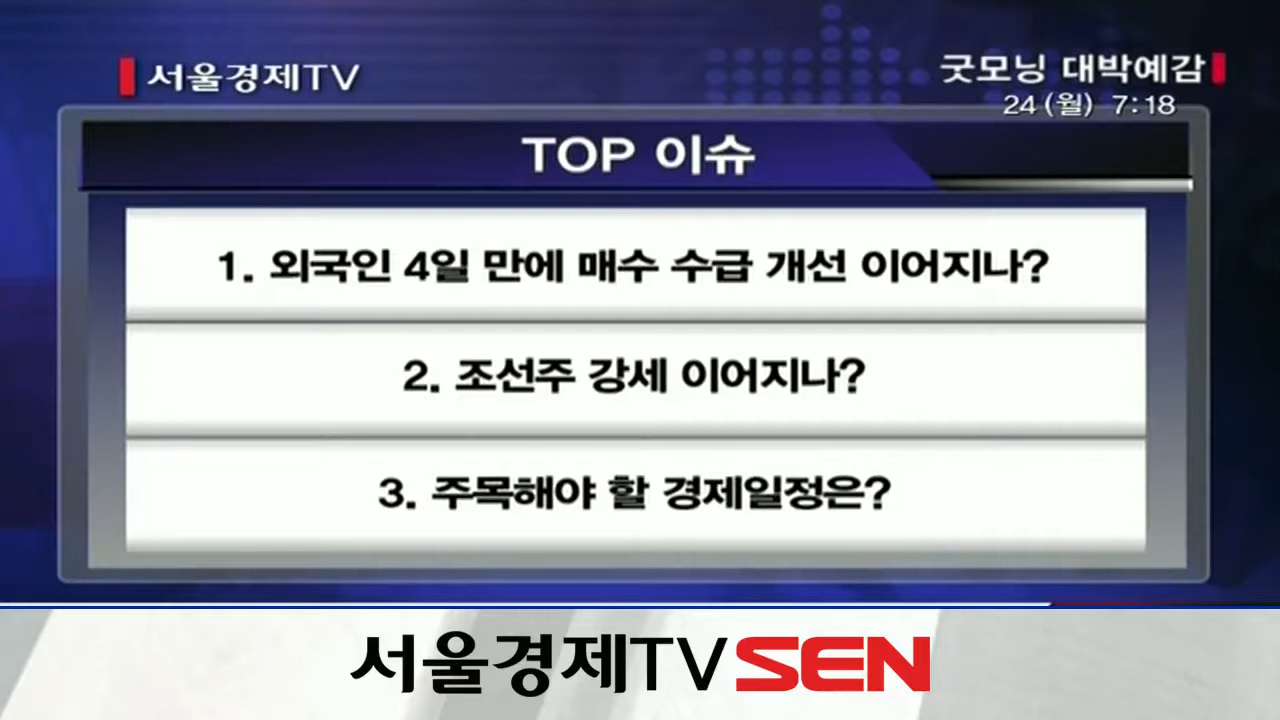 서울경제TV
굿모닝 대박예감
24 (월) 7:18
TOP 이슈
1. 외국인 4일 만에 매수 수급 개선 이어지나?
2. 조선주 강세 이어지나?
3. 주목해야 할 경제일정은?
서울경제TV SEN